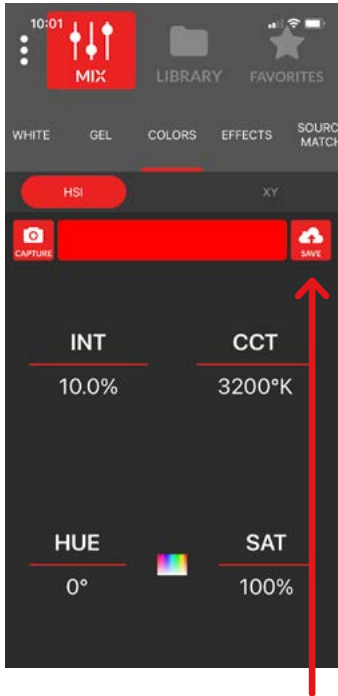 10:01
MIX LIBRARY FAVORITES
WHITE GEL COLORS EFFECTS SOURC
MATCH
HSI XY
CAPTURE SAVE
INT CCT
10.0% 3200°K
HUE SAT
0° 100%